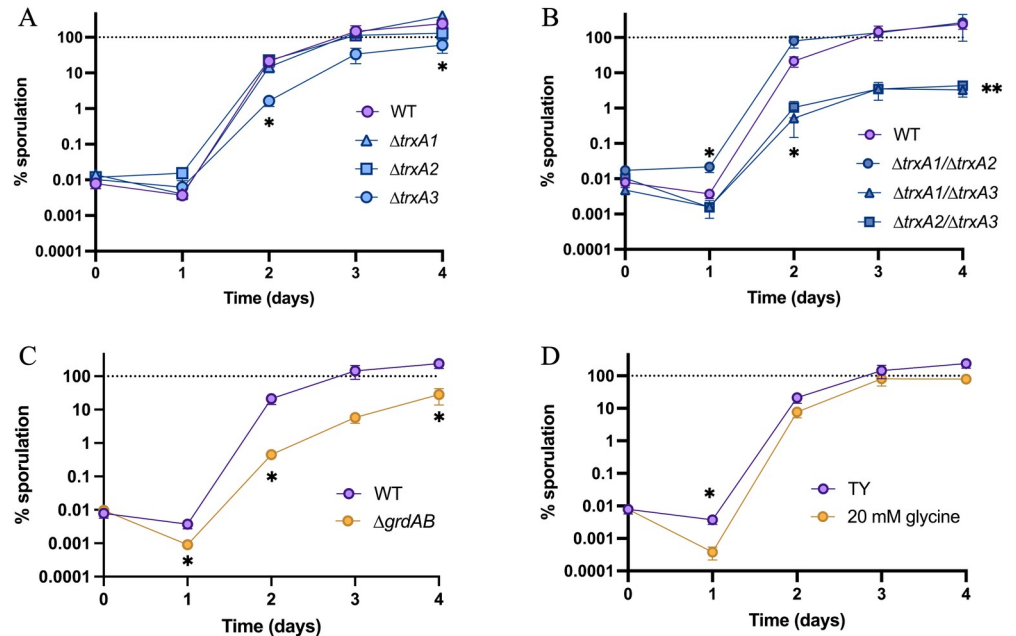 A
% sporulation
100
10
1
0.1
0.01
0.001
0.0001
0 1 2 3 4
Time (days)
*
*
WT
ΔtrxA1
ΔtrxA2
ΔtrxA3
B
% sporulation
100
10
1
0.1
0.01
0.001
0.0001
0 1 2 3 4
Time (days)
*
*
**
WT
ΔtrxA1/ΔtrxA2
ΔtrxA1/ΔtrxA3
ΔtrxA2/ΔtrxA3
C
% sporulation
100
10
1
0.1
0.01
0.001
0.0001
0 1 2 3 4
Time (days)
*
*
*
WT
ΔgrdAB
D
% sporulation
100
10
1
0.1
0.01
0.001
0.0001
0 1 2 3 4
Time (days)
*
TY
20 mM glycine